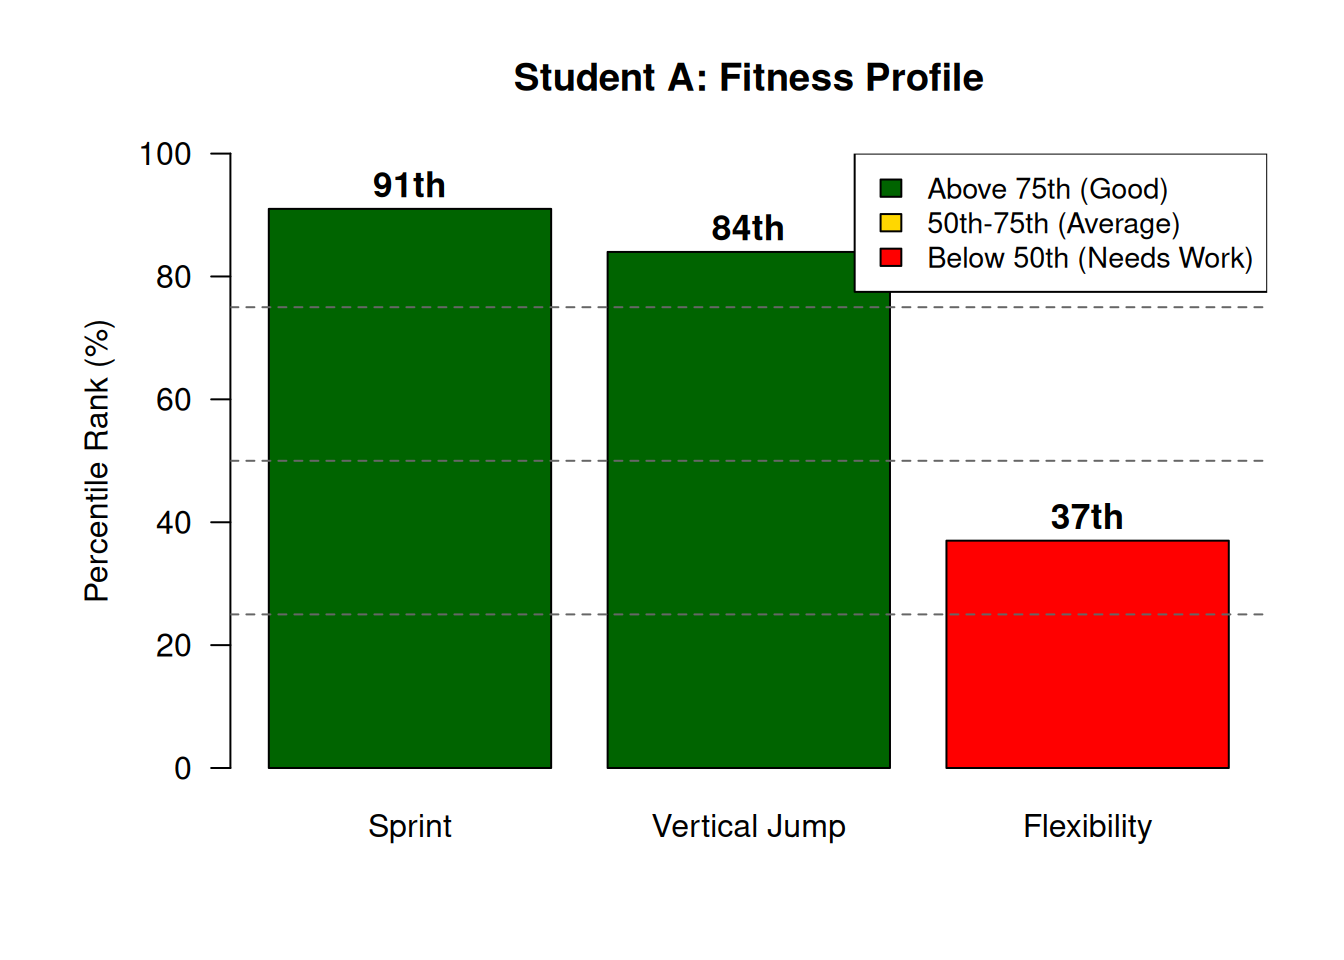 Student A: Fitness Profile
100
80
60
40
20
0
Percentile Rank (%)
91th
84th
37th
Above 75th (Good)
50th-75th (Average)
Below 50th (Needs Work)
Sprint
Vertical Jump
Flexibility